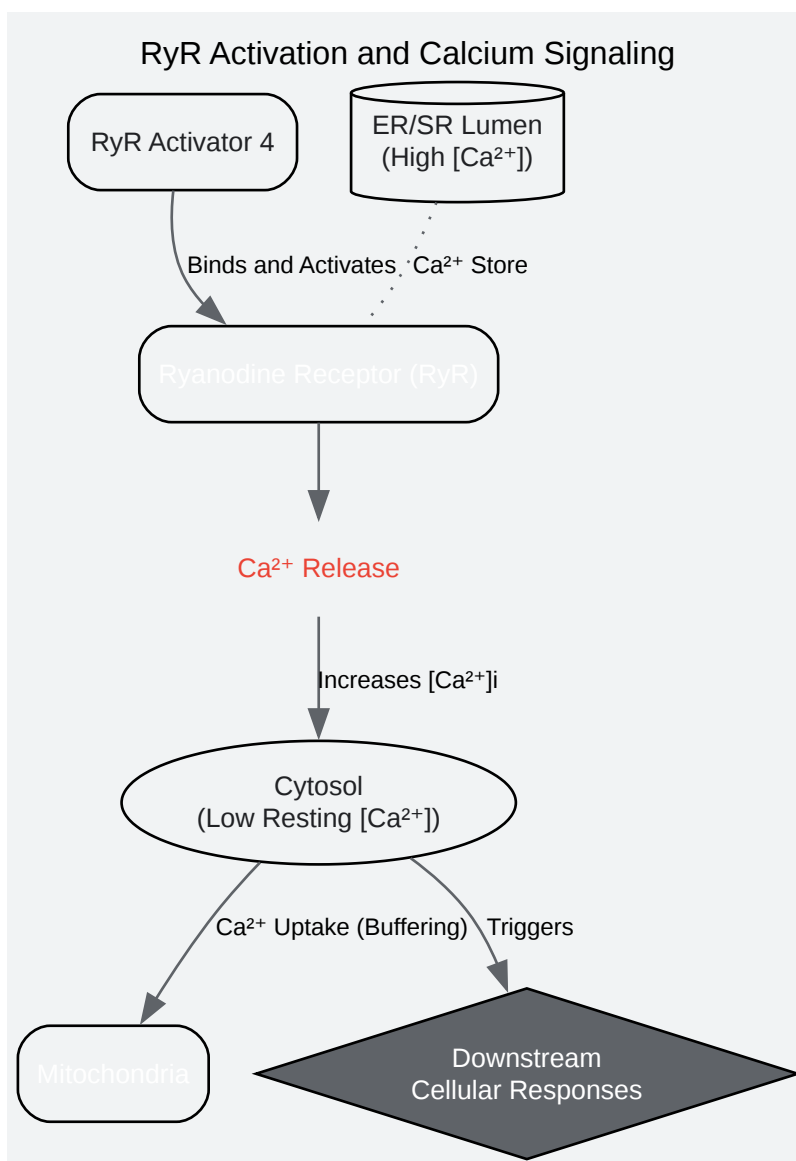 RyR Activation and Calcium Signaling
RyR Activator 4
ER/SR Lumen
(High [Ca²⁺])
Binds and Activates
Ca²⁺ Store
Ryanodine Receptor (RyR)
Ca²⁺ Release
Increases [Ca²⁺]i
Cytosol
(Low Resting [Ca²⁺])
Ca²⁺ Uptake (Buffering)
Triggers
Mitochondria
Downstream
Cellular Responses